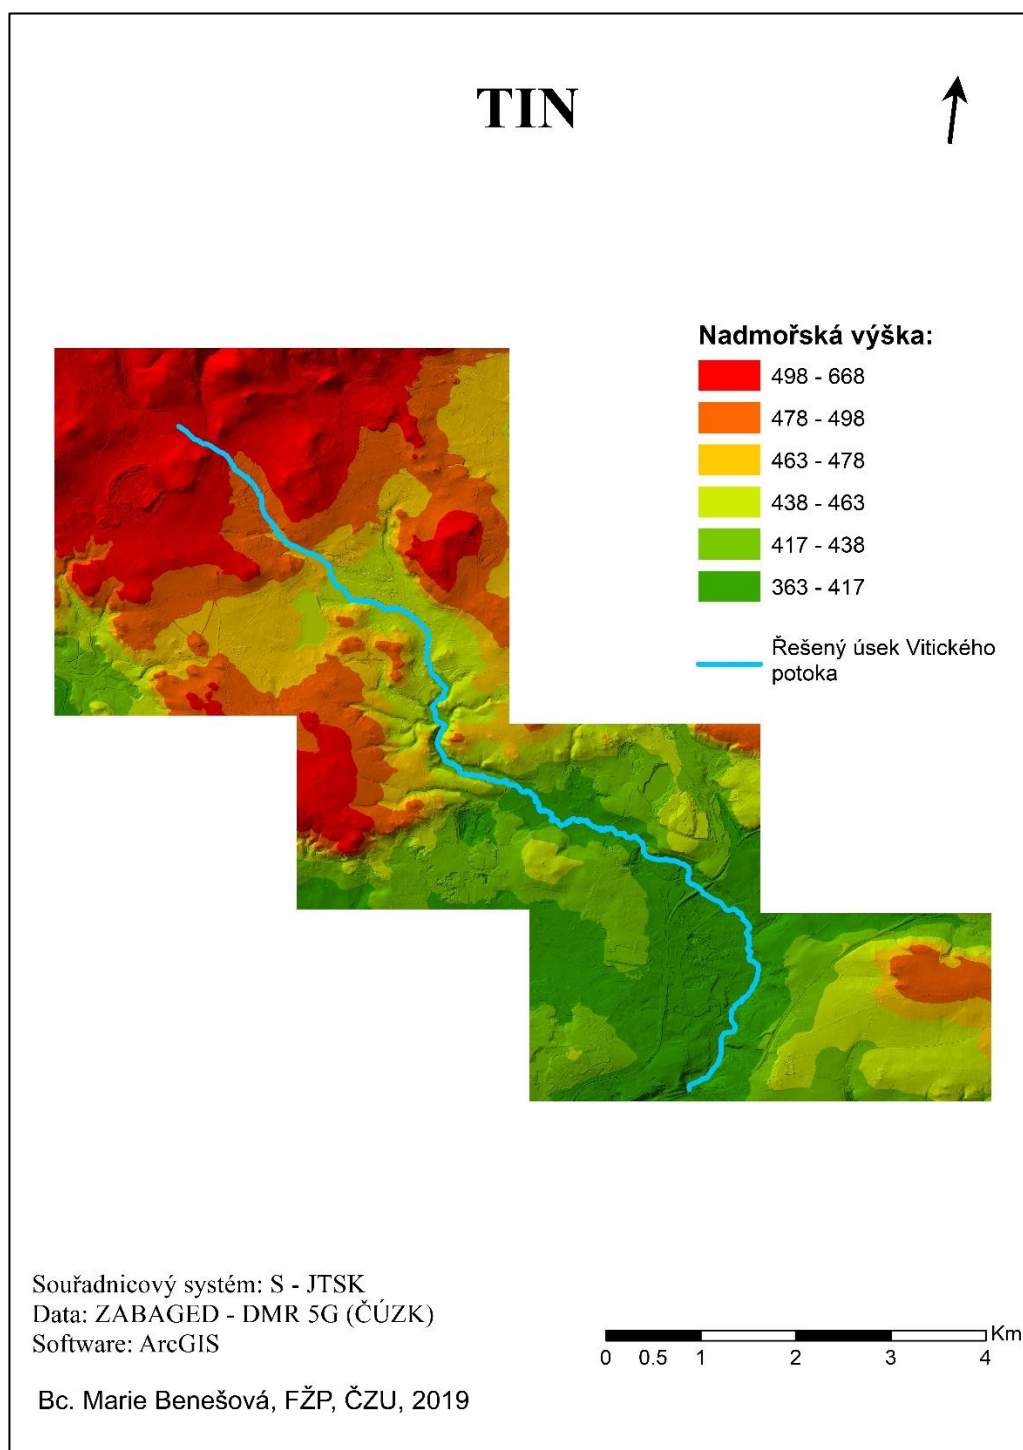 TIN
Nadmořská výška:
498 - 668
478 - 498
463 - 478
438 - 463
417 - 438
363 - 417
Řešený úsek Vitického
potoka
Souřadnicový systém: S - JTSK
Data: ZABAGED - DMR 5G (ČÚZK)
Software: ArcGIS
Km
0 0.5 1 2 3 4
Bc. Marie Benešová, FŽP, ČZU, 2019